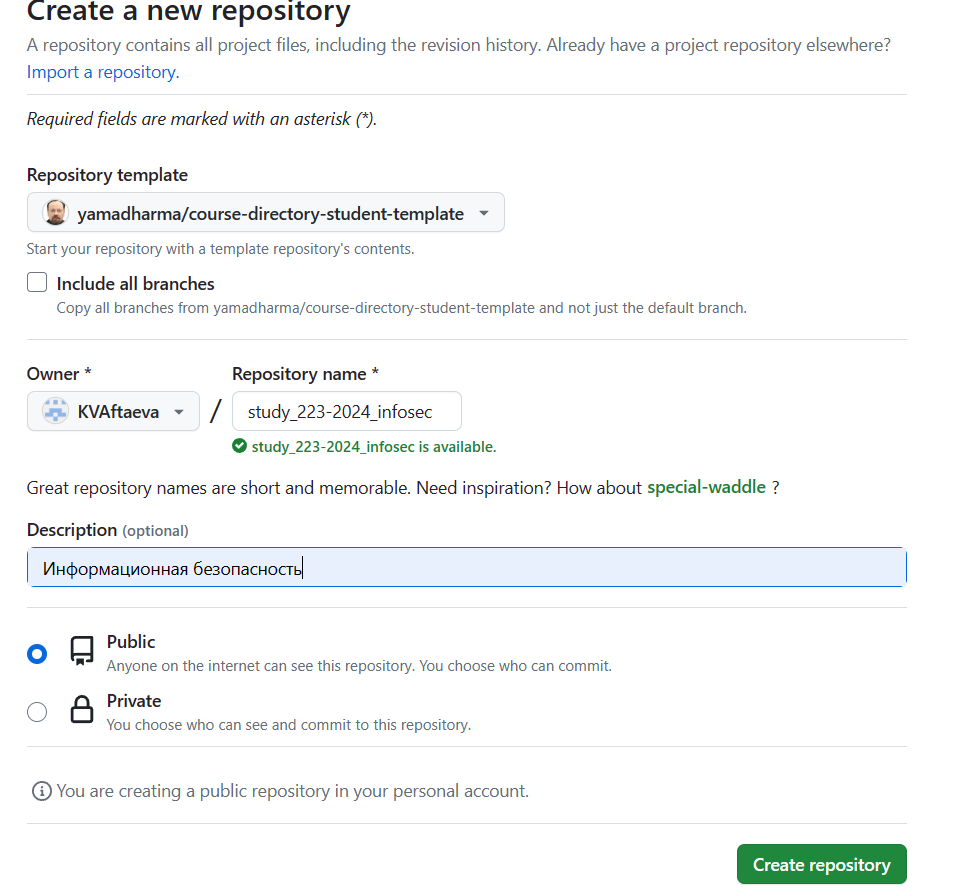 Create a new repository
A repository contains all project files, including the revision history. Already have a project repository elsewhere?
Import a repository.
Required fields are marked with an asterisk (*).
Repository template
yamadharma/course-directory-student-template
Start your repository with a template repository's contents.
Include all branches
Copy all branches from yamadharma/course-directory-student-template and not just the default branch.
Owner * Repository name *
KVAftaeva / study_223-2024_infosec
study_223-2024_infosec is available.
Great repository names are short and memorable. Need inspiration? How about special-waddle ?
Description (optional)
Информационная безопасность
Public
Anyone on the internet can see this repository. You choose who can commit.
Private
You choose who can see and commit to this repository.
You are creating a public repository in your personal account.
Create repository